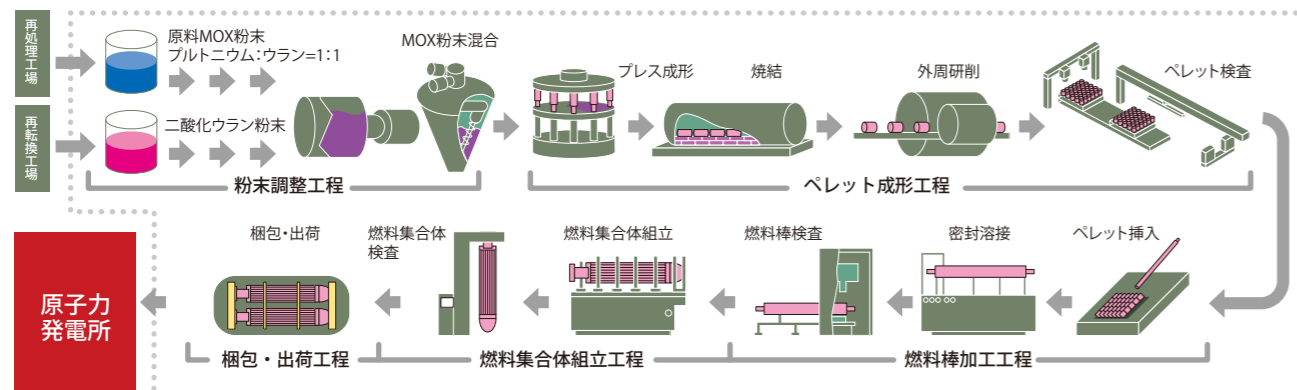 再処理工場
再転換工場
原料MOX粉末
プルトニウム：ウラン=1：1
二酸化ウラン粉末
MOX粉末混合
プレス成形
焼結
外周研削
ペレット検査
粉末調整工程
ペレット成形工程
ペレット挿入
密封溶接
燃料棒検査
燃料集合体組立
燃料集合体
検査
梱包・出荷
燃料棒加工工程
燃料集合体組立工程
梱包・出荷工程
原子力
発電所